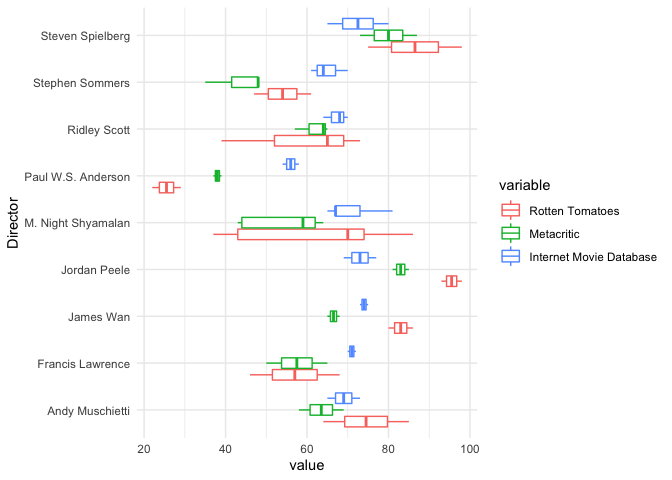 Steven Spielberg
Stephen Sommers
Ridley Scott
Paul W.S. Anderson
M. Night Shyamalan
Jordan Peele
James Wan
Francis Lawrence
Andy Muschietti
Director
20 40 60 80 100
value
variable
Rotten Tomatoes
Metacritic
Internet Movie Database